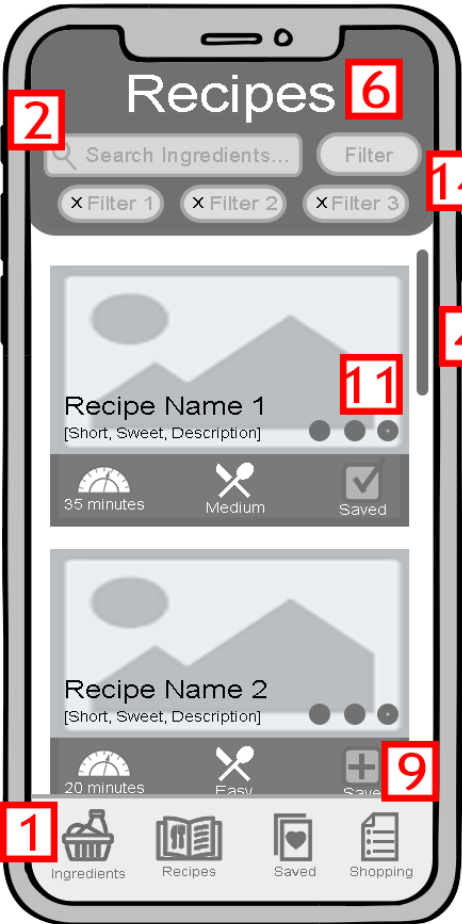 Recipes 6
2
Search Ingredients... Filter
x Filter 1 x Filter 2 x Filter 3
11
Recipe Name 1
[Short, Sweet, Description]
35 minutes Medium Saved
Recipe Name 2
[Short, Sweet, Description]
9
20 minutes Easy
1
Ingredients Recipes Saved Shopping